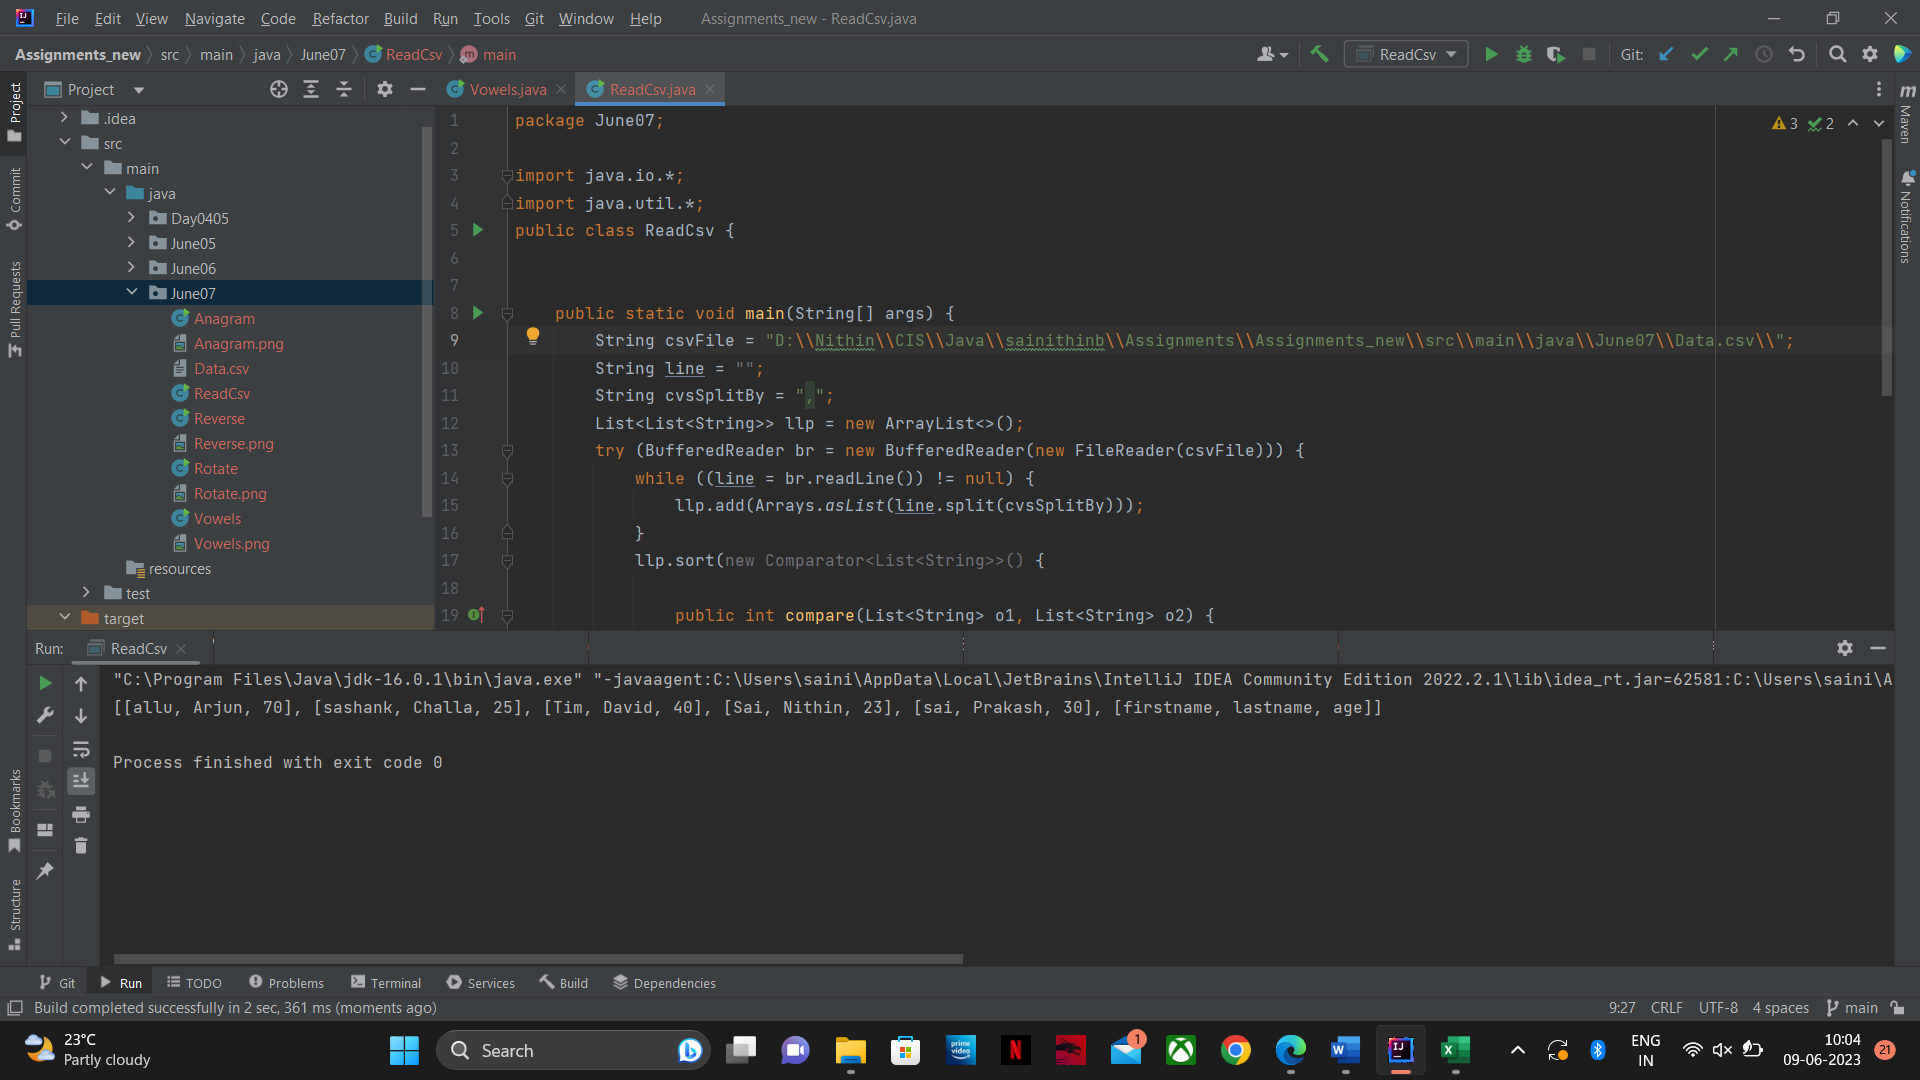 File Edit View Navigate Code Refactor Build Run Tools Git Window Help Assignments_new - ReadCsv.java
Assignments_new src main java June07 ReadCsv main ReadCsv Git:
Project
Vowels.java ReadCsv.java
.idea
src
main
java
Day0405
June05
June06
June07
Anagram
Anagram.png
Data.csv
ReadCsv
Reverse
Reverse.png
Rotate
Rotate.png
Vowels
Vowels.png
resources
test
target
3 2
1 package June07;
2
3 import java.io.*;
4 import java.util.*;
5 public class ReadCsv {
6
7
8 public static void main(String[] args) {
9 String csvFile = "D:\\Nithin\\CIS\\Java\\sainithinb\\Assignments\\Assignments_new\\src\\main\\java\\June07\\Data.csv\\";
10 String line = "";
11 String cvsSplitBy = ",";
12 List<List<String>> llp = new ArrayList<>();
13 try (BufferedReader br = new BufferedReader(new FileReader(csvFile))) {
14 while ((line = br.readLine()) != null) {
15 llp.add(Arrays.asList(line.split(cvsSplitBy)));
16 }
17 llp.sort(new Comparator<List<String>>() {
18
19 public int compare(List<String> o1, List<String> o2) {
Project
Commit
Pull Requests
Bookmarks
Structure
Maven
Notifications
Run: ReadCsv
"C:\Program Files\Java\jdk-16.0.1\bin\java.exe" "-javaagent:C:\Users\saini\AppData\Local\JetBrains\IntelliJ IDEA Community Edition 2022.2.1\lib\idea_rt.jar=62581:C:\Users\saini\A
[[allu, Arjun, 70], [sashank, Challa, 25], [Tim, David, 40], [Sai, Nithin, 23], [sai, Prakash, 30], [firstname, lastname, age]]
Process finished with exit code 0
Git Run TODO Problems Terminal Services Build Dependencies
Build completed successfully in 2 sec, 361 ms (moments ago) 9:27 CRLF UTF-8 4 spaces main
23°C
Partly cloudy
Search
prime video
1
ENG
IN
10:04
09-06-2023
21